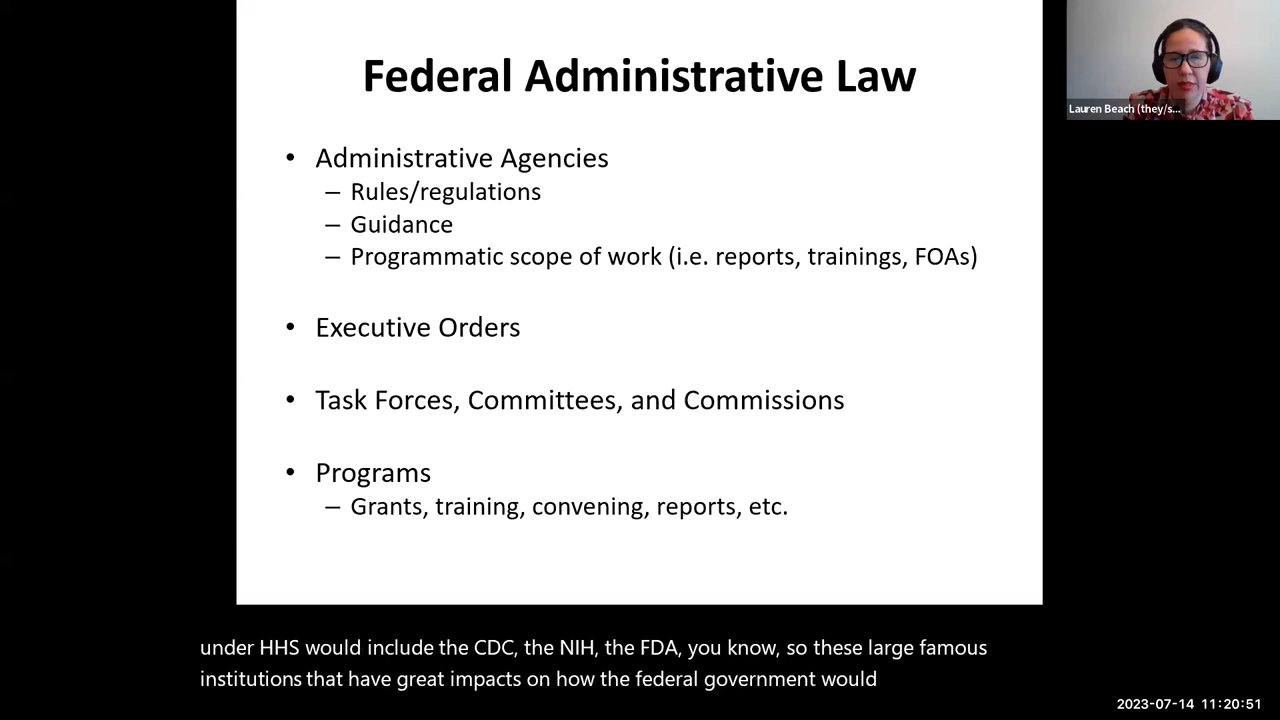 Federal Administrative Law
• Administrative Agencies
– Rules/regulations
– Guidance
– Programmatic scope of work (i.e. reports, trainings, FOAs)
• Executive Orders
• Task Forces, Committees, and Commissions
• Programs
– Grants, training, convening, reports, etc.
Lauren Beach (they/s...
under HHS would include the CDC, the NIH, the FDA, you know, so these large famous
institutions that have great impacts on how the federal government would
2023-07-14 11:20:51